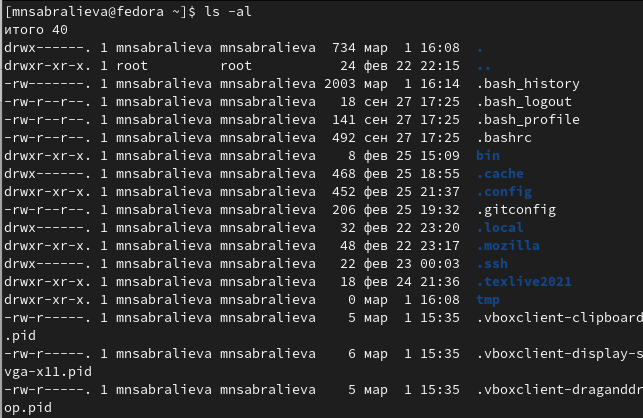 [mnsabralieva@fedora ~]$ ls -al
итого 40
drwx------. 1 mnsabralieva mnsabralieva  734 мар  1 16:08  .
drwxr-xr-x. 1 root         root           24 фев 22 22:15  ..
-rw-------. 1 mnsabralieva mnsabralieva 2003 мар  1 16:14  .bash_history
-rw-r--r--. 1 mnsabralieva mnsabralieva   18 сен 27 17:25  .bash_logout
-rw-r--r--. 1 mnsabralieva mnsabralieva  141 сен 27 17:25  .bash_profile
-rw-r--r--. 1 mnsabralieva mnsabralieva  492 сен 27 17:25  .bashrc
drwxr-xr-x. 1 mnsabralieva mnsabralieva    8 фев 25 15:09  bin
drwx------. 1 mnsabralieva mnsabralieva  468 фев 25 18:55  .cache
drwxr-xr-x. 1 mnsabralieva mnsabralieva  452 фев 25 21:37  .config
-rw-r--r--. 1 mnsabralieva mnsabralieva  206 фев 25 19:32  .gitconfig
drwx------. 1 mnsabralieva mnsabralieva   32 фев 22 23:20  .local
drwxr-xr-x. 1 mnsabralieva mnsabralieva   48 фев 22 23:17  .mozilla
drwx------. 1 mnsabralieva mnsabralieva   22 фев 23 00:03  .ssh
drwxr-xr-x. 1 mnsabralieva mnsabralieva   18 фев 24 21:36  .texlive2021
drwxr-xr-x. 1 mnsabralieva mnsabralieva    0 мар  1 16:08  tmp
-rw-r-----. 1 mnsabralieva mnsabralieva    5 мар  1 15:35  .vboxclient-clipboard
.pid
-rw-r-----. 1 mnsabralieva mnsabralieva    6 мар  1 15:35  .vboxclient-display-s
vga-x11.pid
-rw-r-----. 1 mnsabralieva mnsabralieva    5 мар  1 15:35  .vboxclient-draganddr
op.pid